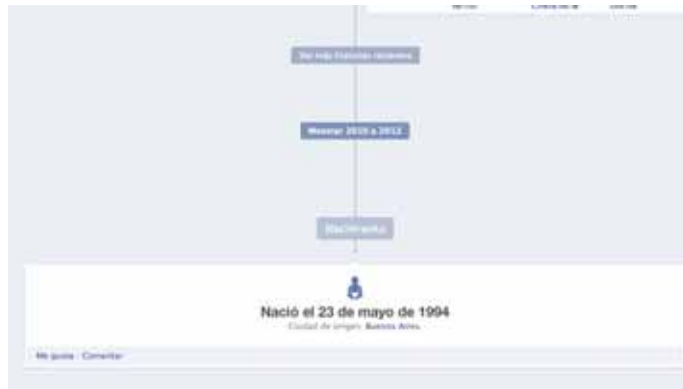 Ver más historias recientes
Mostrar 2010 a 2012
Nacimiento
Nació el 23 de mayo de 1994
Ciudad de origen: Buenos Aires
Me gusta · Comentar